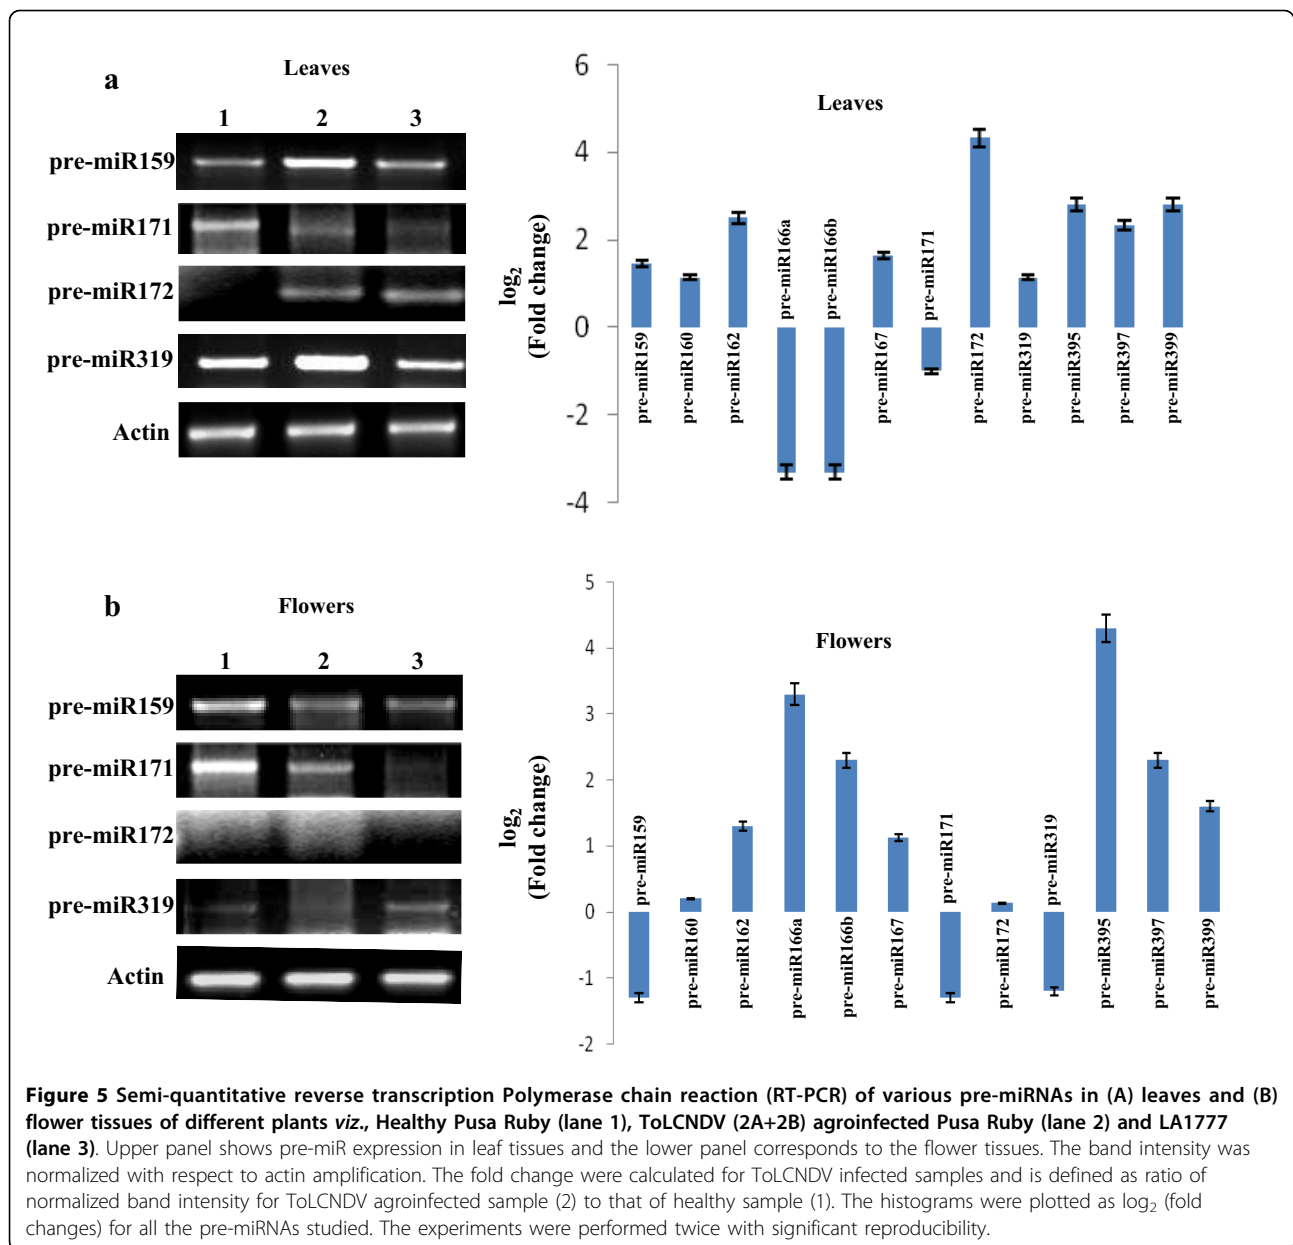 a
Leaves
1 2 3
pre-miR159
pre-miR171
pre-miR172
pre-miR319
Actin
Leaves
log2
(Fold change)
6
4
2
0
-2
-4
pre-miR159
pre-miR160
pre-miR162
pre-miR166a
pre-miR166b
pre-miR167
pre-miR171
pre-miR172
pre-miR319
pre-miR395
pre-miR397
pre-miR399
b
Flowers
1 2 3
pre-miR159
pre-miR171
pre-miR172
pre-miR319
Actin
Flowers
log2
(Fold change)
5
4
3
2
1
0
-1
-2
pre-miR159
pre-miR160
pre-miR162
pre-miR166a
pre-miR166b
pre-miR167
pre-miR171
pre-miR172
pre-miR319
pre-miR395
pre-miR397
pre-miR399
Figure 5 Semi-quantitative reverse transcription Polymerase chain reaction (RT-PCR) of various pre-miRNAs in (A) leaves and (B)
flower tissues of different plants viz., Healthy Pusa Ruby (lane 1), ToLCNDV (2A+2B) agroinfected Pusa Ruby (lane 2) and LA1777
(lane 3). Upper panel shows pre-miR expression in leaf tissues and the lower panel corresponds to the flower tissues. The band intensity was
normalized with respect to actin amplification. The fold change were calculated for ToLCNDV infected samples and is defined as ratio of
normalized band intensity for ToLCNDV agroinfected sample (2) to that of healthy sample (1). The histograms were plotted as log2 (fold
changes) for all the pre-miRNAs studied. The experiments were performed twice with significant reproducibility.